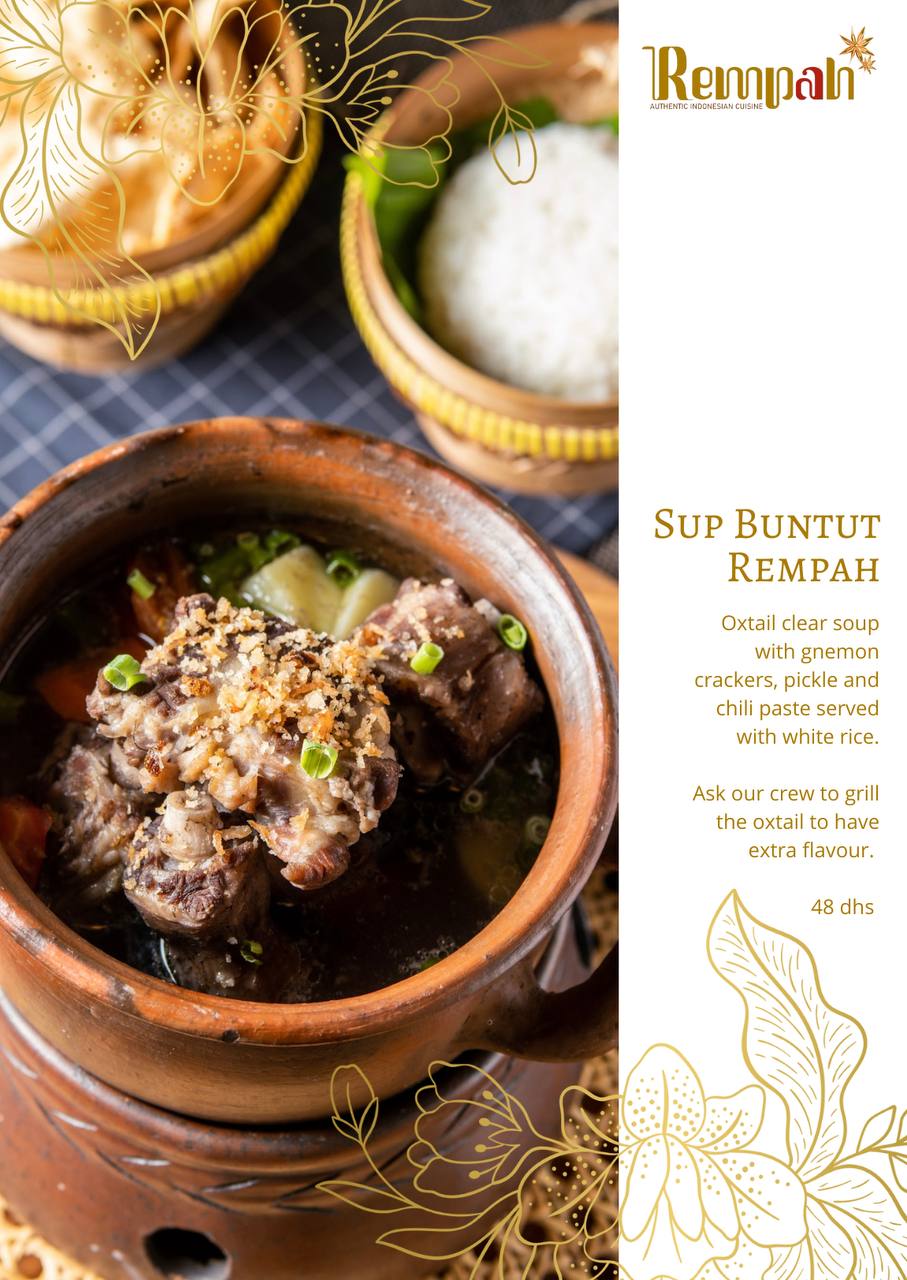 Rempah
AUTHENTIC INDONESIAN CUISINE
Sup Buntut
Rempah
Oxtail clear soup
with gnemon
crackers, pickle and
chili paste served
with white rice.
Ask our crew to grill
the oxtail to have
extra flavour.
48 dhs